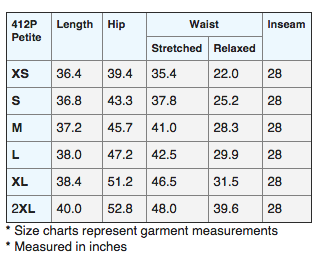 412P Petite Length Hip Waist Inseam
Stretched Relaxed
XS 36.4 39.4 35.4 22.0 28
S 36.8 43.3 37.8 25.2 28
M 37.2 45.7 41.0 28.3 28
L 38.0 47.2 42.5 29.9 28
XL 38.4 51.2 46.5 31.5 28
2XL 40.0 52.8 48.0 39.6 28
* Size charts represent garment measurements
* Measured in inches